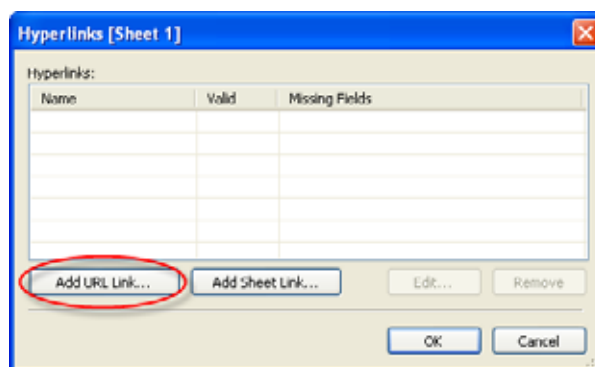 Hyperlinks [Sheet 1]
Hyperlinks:
Name Valid Missing Fields
Add URL Link... Add Sheet Link... Edit... Remove
OK Cancel